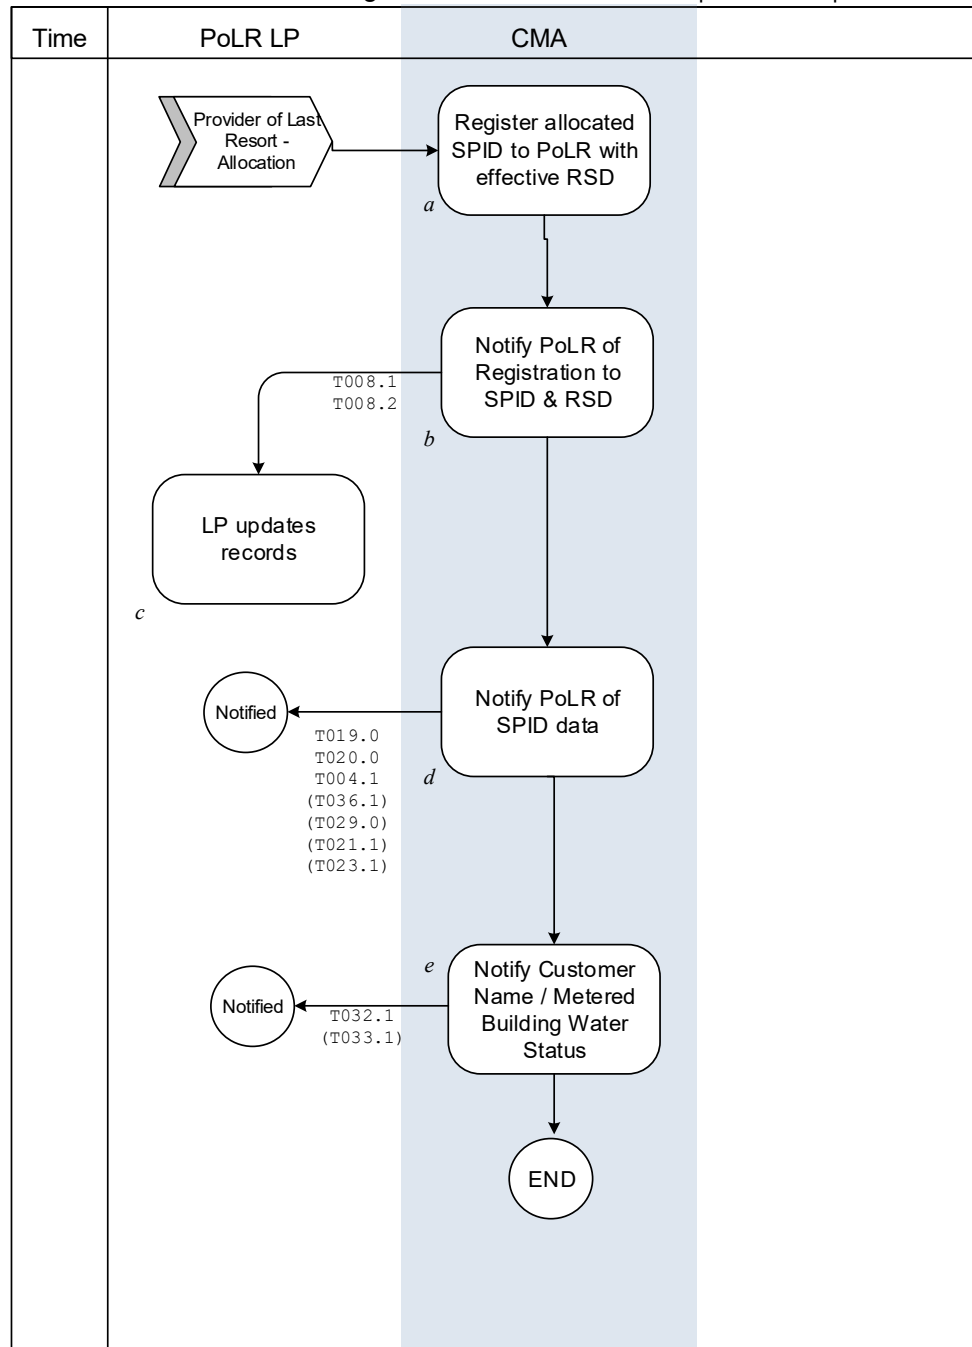 Time
PoLR LP
CMA
Provider of Last
Resort -
Allocation
Register allocated
SPID to PoLR with
effective RSD
a
Notify PoLR of
Registration to
SPID & RSD
T008.1
T008.2
b
LP updates
records
c
Notify PoLR of
SPID data
Notified
T019.0
T020.0
T004.1
(T036.1)
(T029.0)
(T021.1)
(T023.1)
d
e
Notify Customer
Name / Metered
Building Water
Status
Notified
T032.1
(T033.1)
END